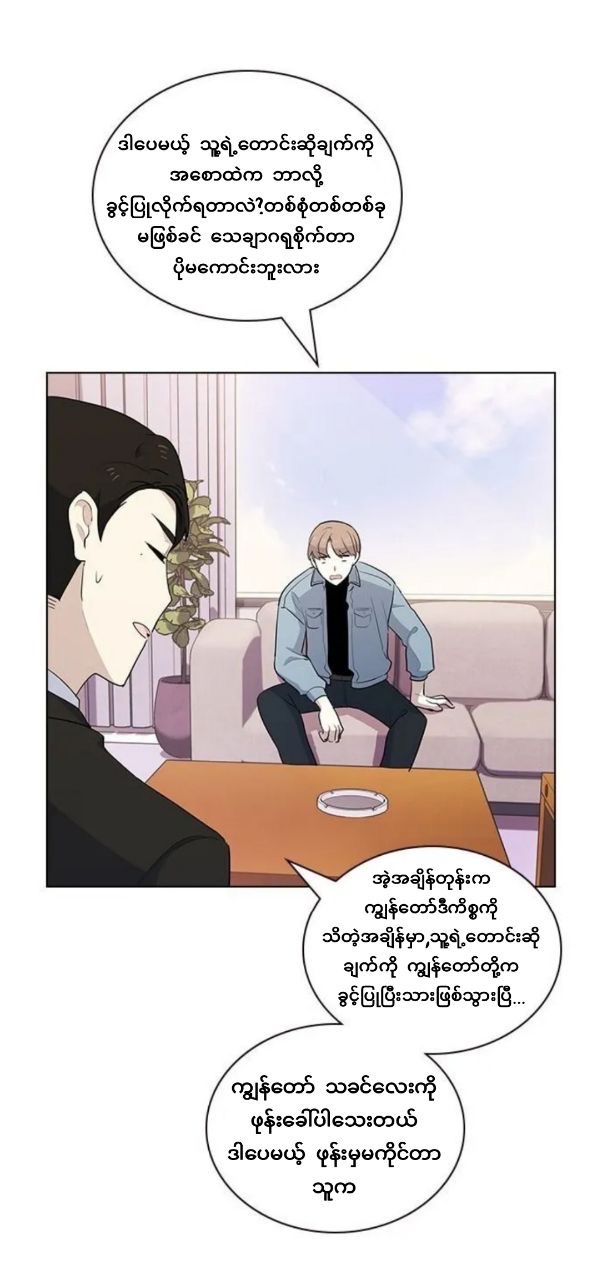 ဒါပေမယ့် သူ့ရဲ့တောင်းဆိုချက်ကို
အစောထဲက ဘာလို့
ခွင့်ပြုလိုက်ရတာလဲ?တစ်စုံတစ်တစ်ခု
မဖြစ်ခင် သေချာဂရုစိုက်တာ
ပိုမကောင်းဘူးလား
အဲ့အချိန်တုန်းက
ကျွန်တော်ဒီကိစ္စကို
သိတဲ့အချိန်မှာ,သူ့ရဲ့တောင်းဆို
ချက်ကို ကျွန်တော်တို့က
ခွင့်ပြုပြီးသားဖြစ်သွားပြီ...
ကျွန်တော် သခင်လေးကို
ဖုန်းခေါ်ပါသေးတယ်
ဒါပေမယ့် ဖုန်းမှမကိုင်တာ
သူက